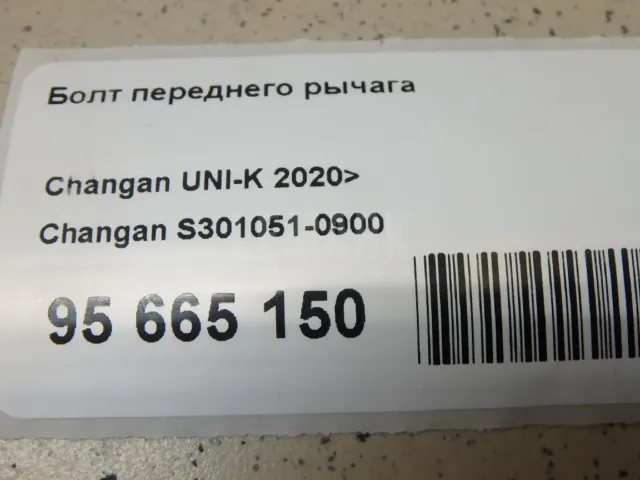 Болт переднего рычага
Changan UNI-K 2020>
Changan S301051-0900
95 665 150